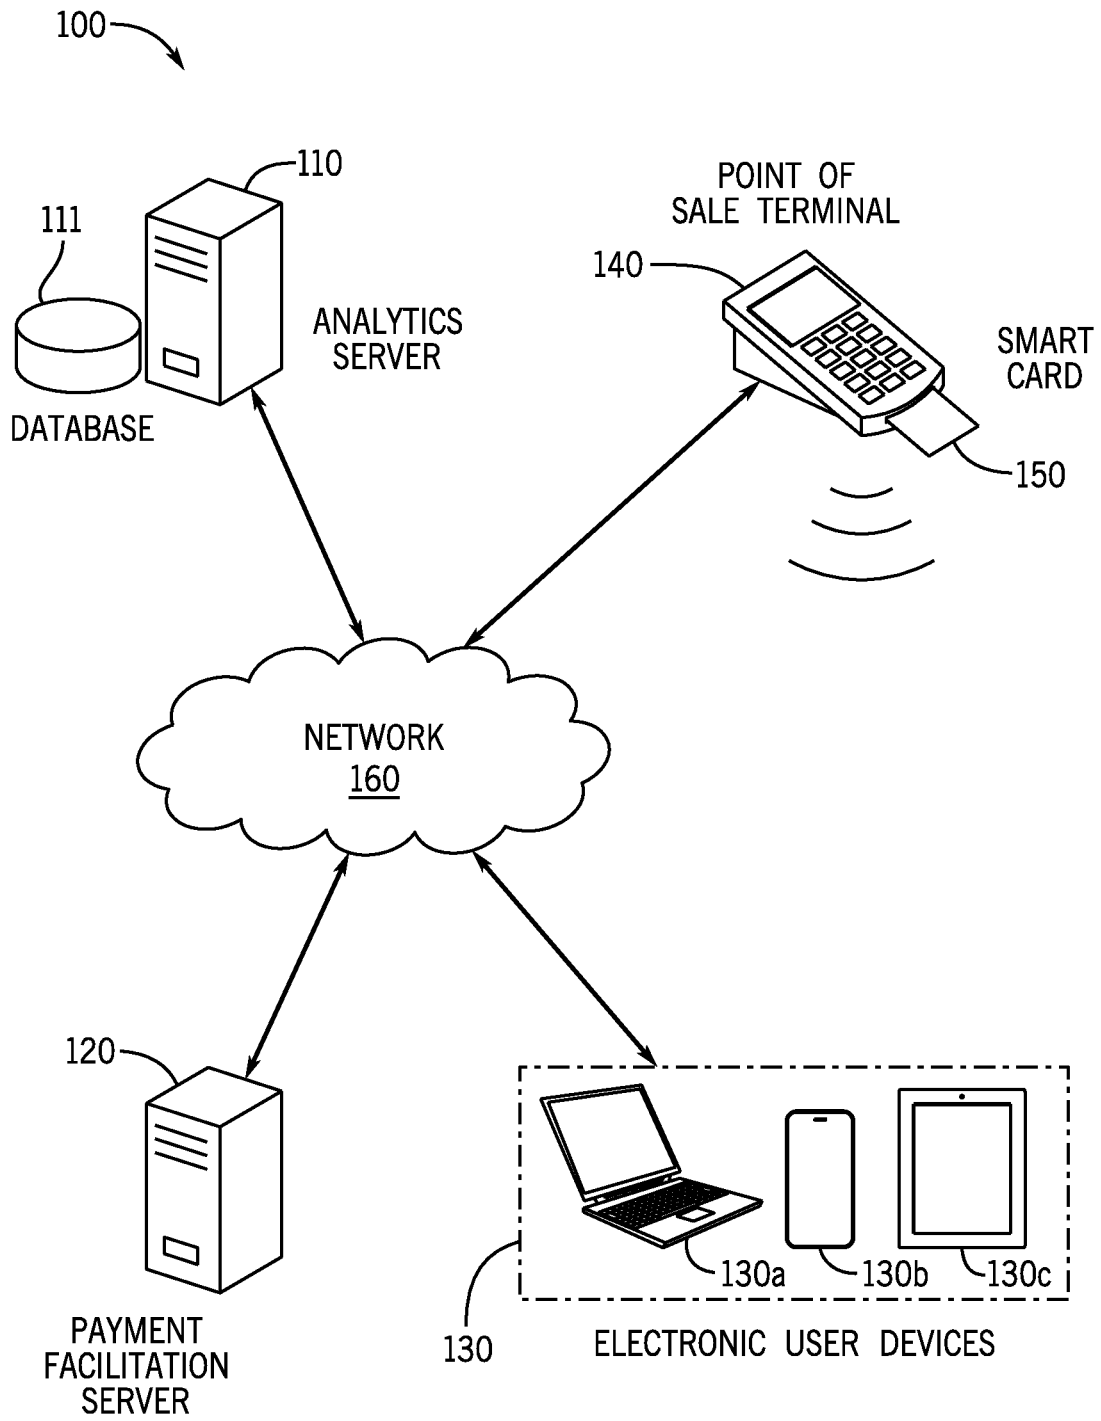 100
110
111
POINT OF
SALE TERMINAL
140
ANALYTICS
SERVER
SMART
CARD
DATABASE
150
NETWORK
160
120
130a
130b
130c
130
PAYMENT
FACILITATION
SERVER
ELECTRONIC USER DEVICES